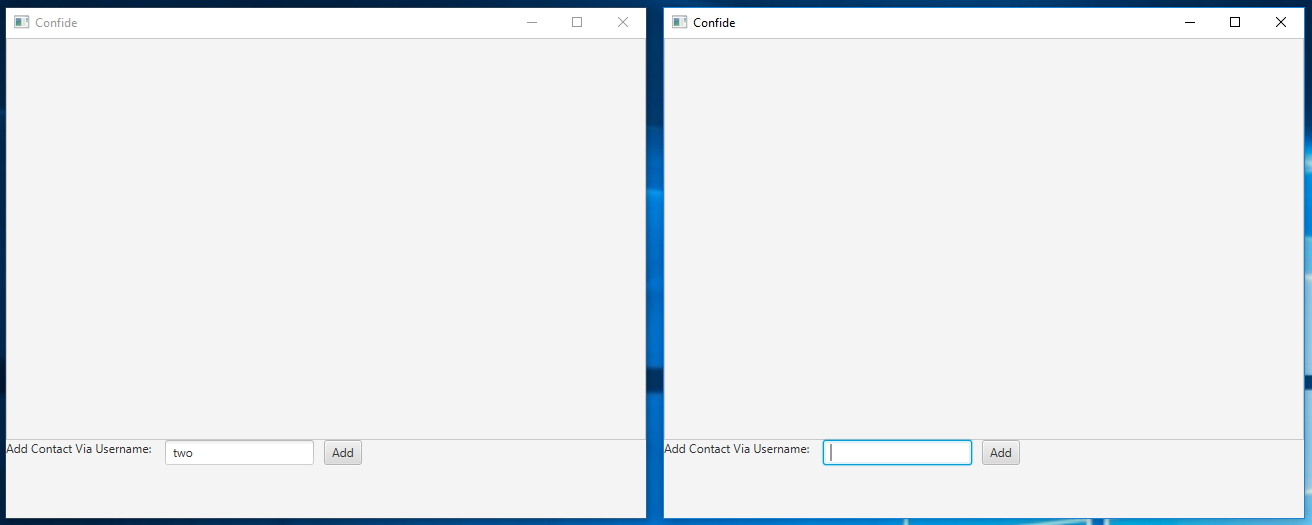 Confide
Add Contact Via Username: two Add
Confide
Add Contact Via Username: Add